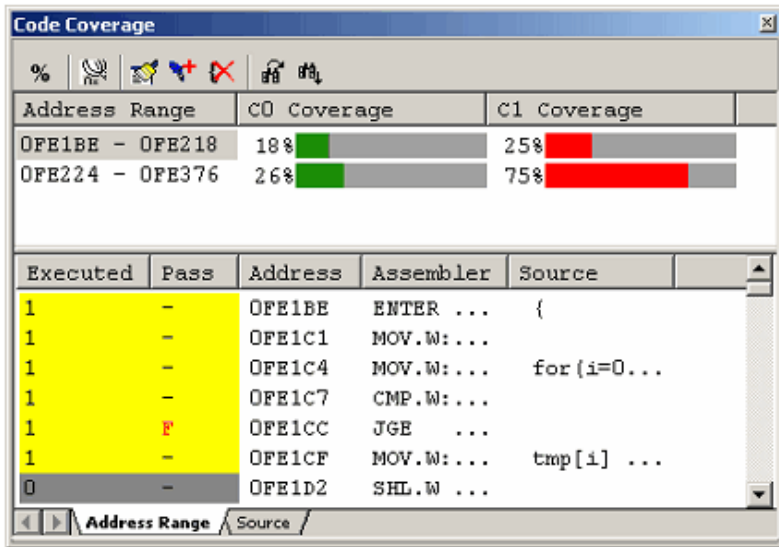 Code Coverage
%
Address Range C0 Coverage C1 Coverage
0FE1BE - 0FE218 18% 25%
0FE224 - 0FE376 26% 75%
Executed Pass Address Assembler Source
1 - 0FE1BE ENTER ... {
1 - 0FE1C1 MOV.W:...
1 - 0FE1C4 MOV.W:... for(i=0...
1 - 0FE1C7 CMP.W:...
1 F 0FE1CC JGE ...
1 - 0FE1CF MOV.W:... tmp[i] ...
0 - 0FE1D2 SHL.W ...
Address Range Source